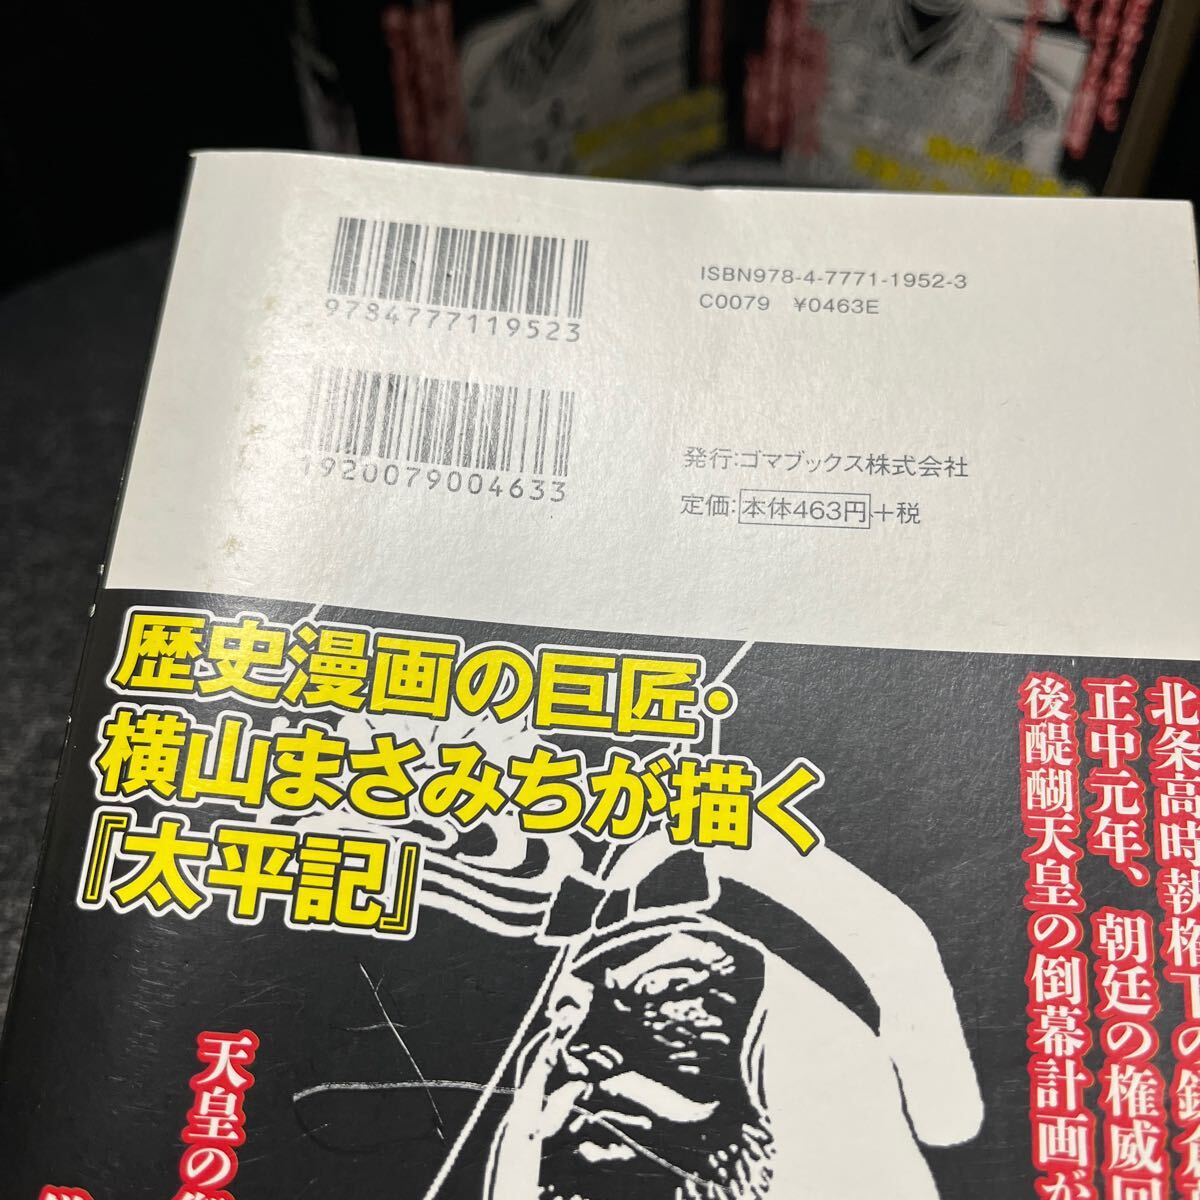 9784777119523
1920079004633
ISBN978-4-7771-1952-3
C0079 ¥0463E
発行:ゴマブックス株式会社
定価:本体463円+税
歴史漫画の巨匠・
横山まさみちが描く
『太平記』
北条高時執権下の鎌倉
正中元年、朝廷の権威回
後醍醐天皇の倒幕計画が
天皇の